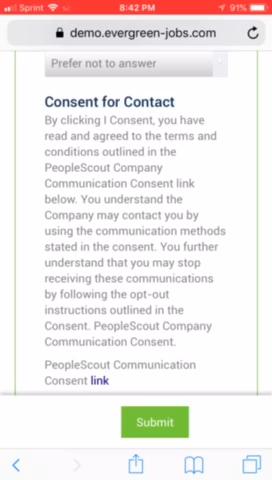 Sprint 8:42 PM 91%
demo.evergreen-jobs.com
Prefer not to answer
Consent for Contact
By clicking I Consent, you have
read and agreed to the terms and
conditions outlined in the
PeopleScout Company
Communication Consent link
below. You understand the
Company may contact you by
using the communication methods
stated in the consent. You further
understand that you may stop
receiving these communications
by following the opt-out
instructions outlined in the
Consent. PeopleScout Company
Communication Consent.
PeopleScout Communication
Consent link
Submit